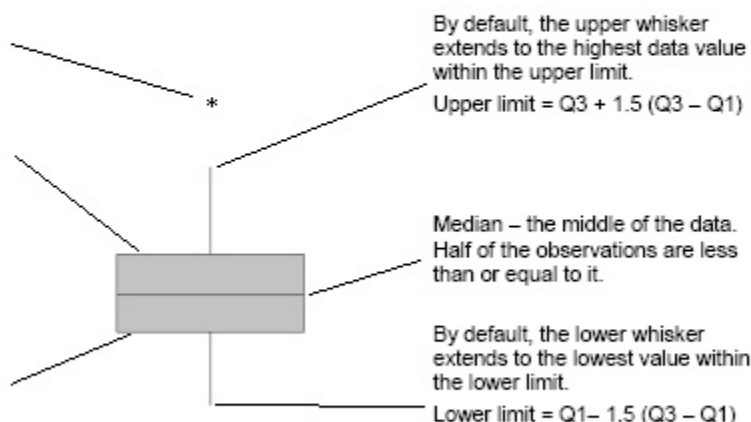 By default, the upper whisker
extends to the highest data value
within the upper limit.
Upper limit = Q3 + 1.5 (Q3 – Q1)
*
Median – the middle of the data.
Half of the observations are less
than or equal to it.
By default, the lower whisker
extends to the lowest value within
the lower limit.
Lower limit = Q1– 1.5 (Q3 – Q1)